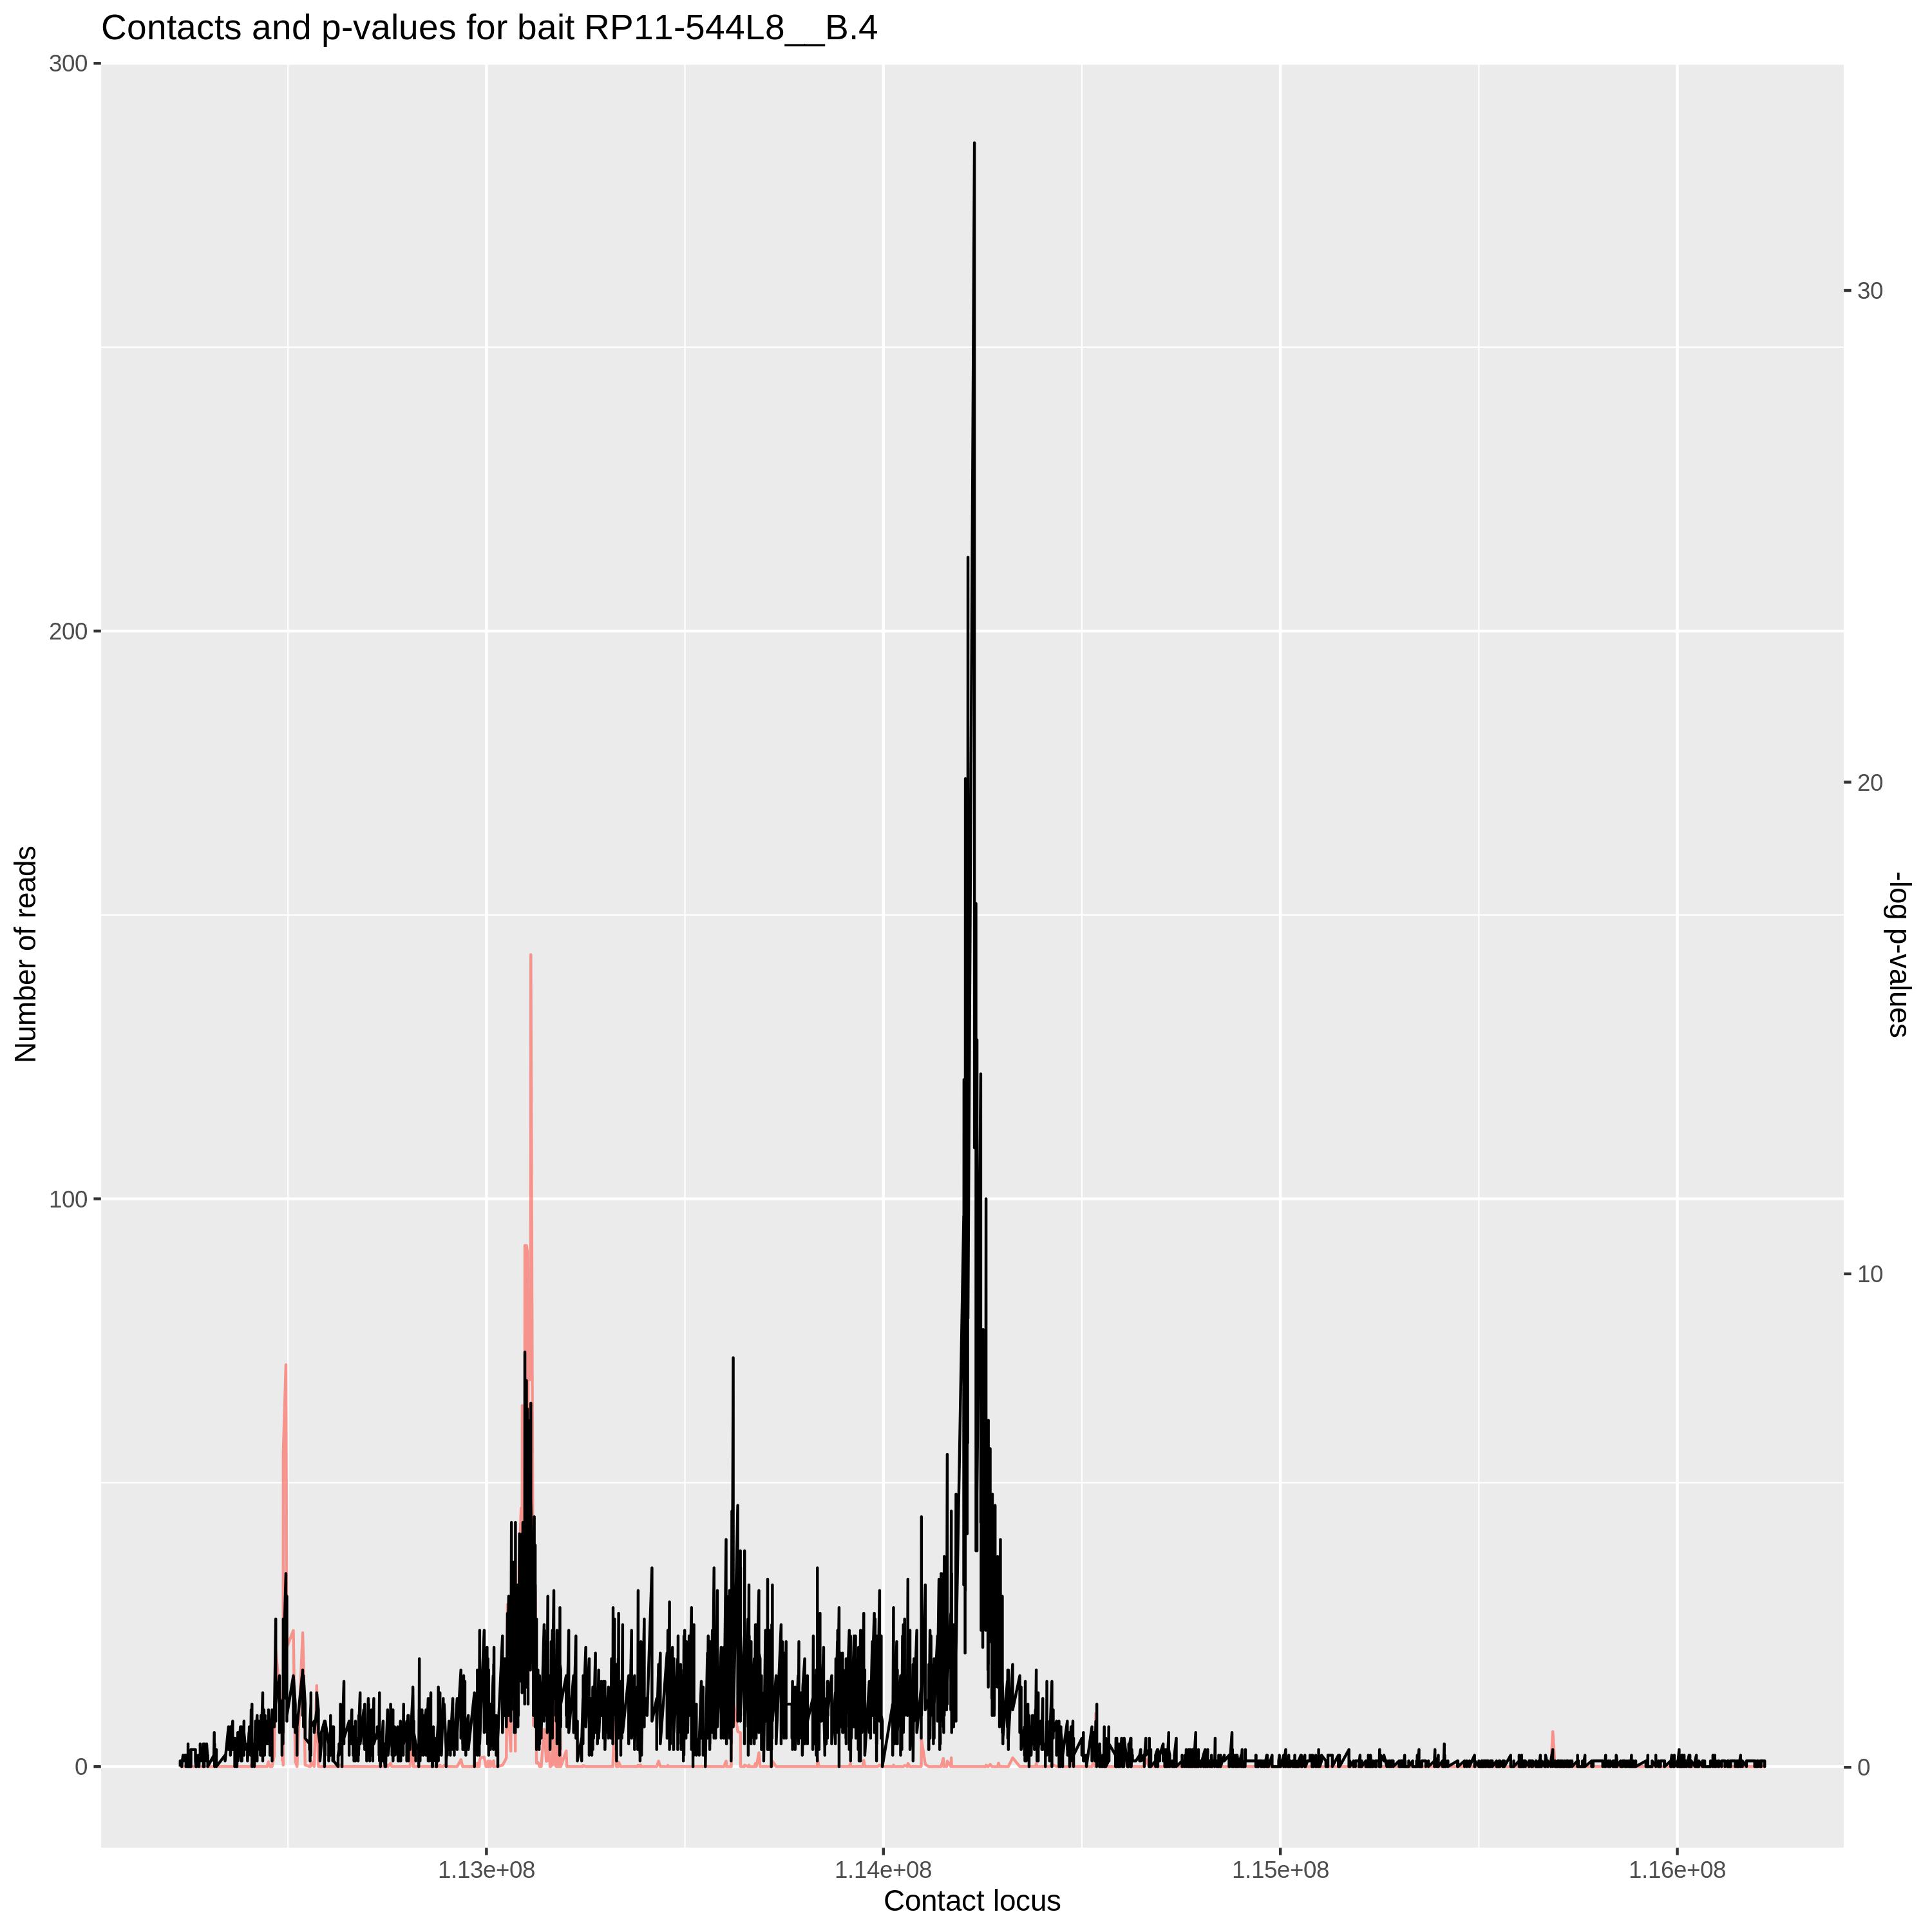 Contacts and p-values for bait RP11-544L8__B.4
300
200
100
0
Number of reads
30
20
10
0
-log p-values
1.13e+08 1.14e+08 1.15e+08 1.16e+08
Contact locus